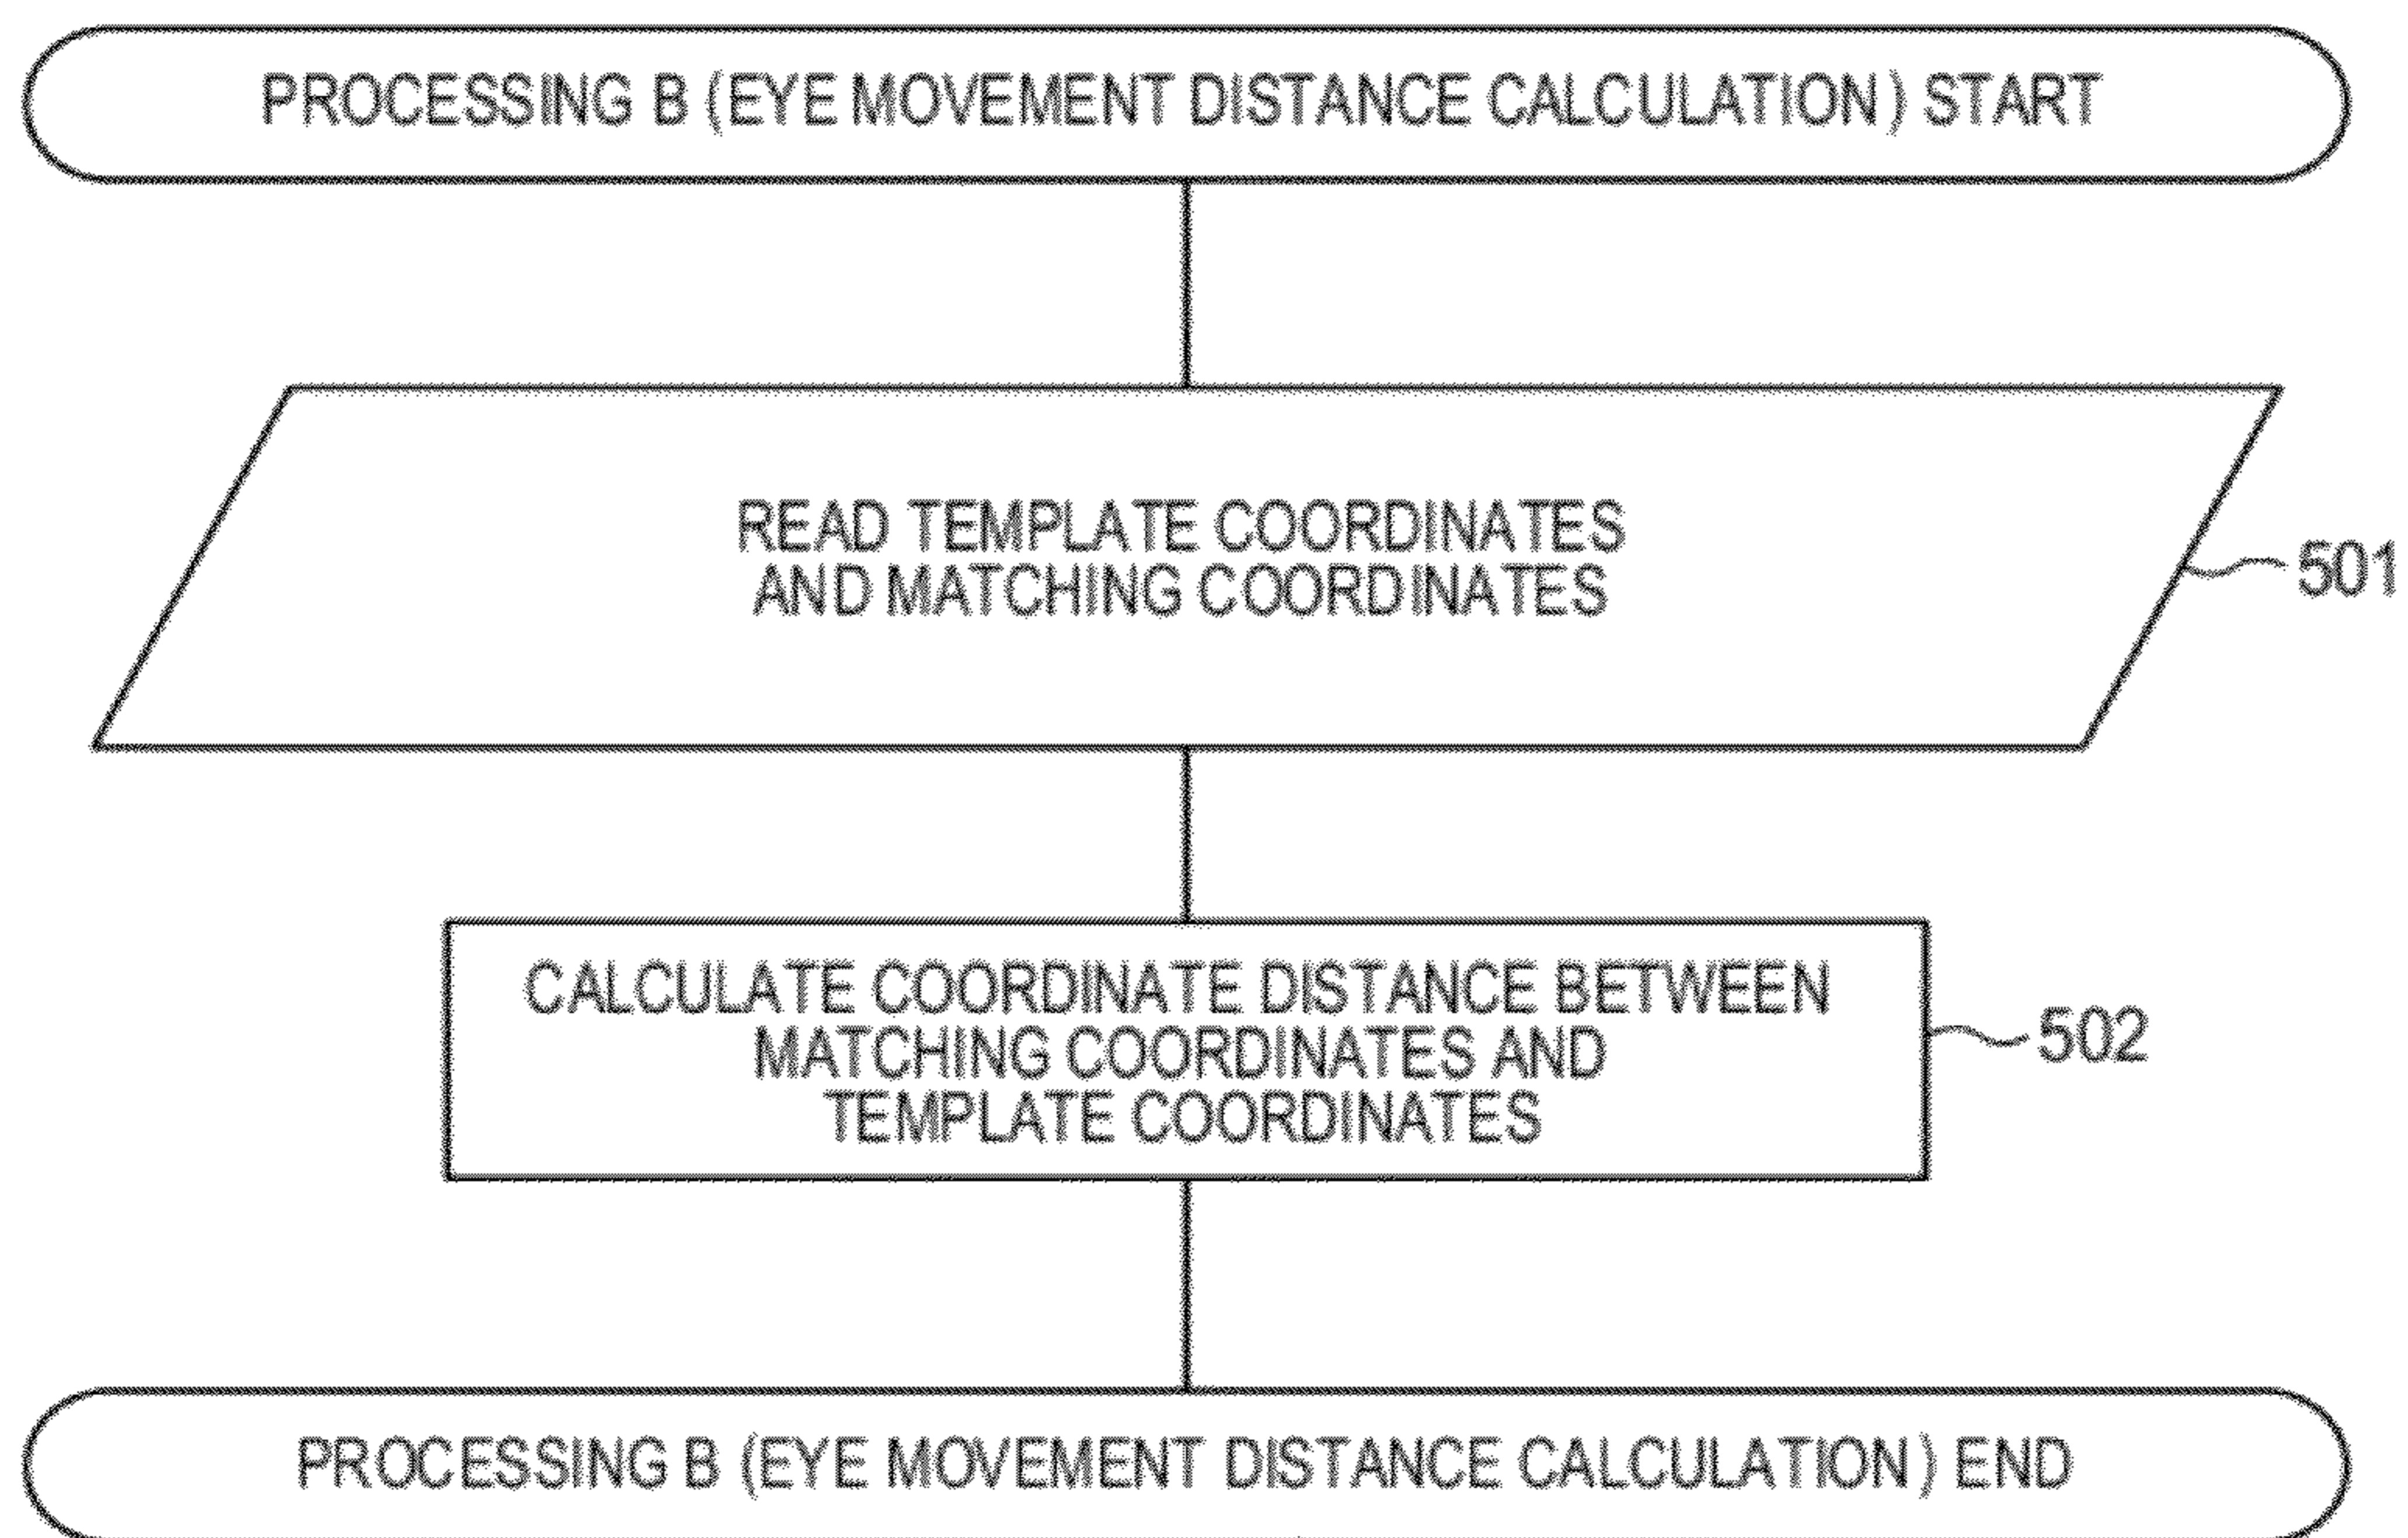 PROCESSING B (EYE MOVEMENT DISTANCE CALCULATION) START
READ TEMPLATE COORDINATES
AND MATCHING COORDINATES
501
CALCULATE COORDINATE DISTANCE BETWEEN
MATCHING COORDINATES AND
TEMPLATE COORDINATES
502
PROCESSING B (EYE MOVEMENT DISTANCE CALCULATION) END